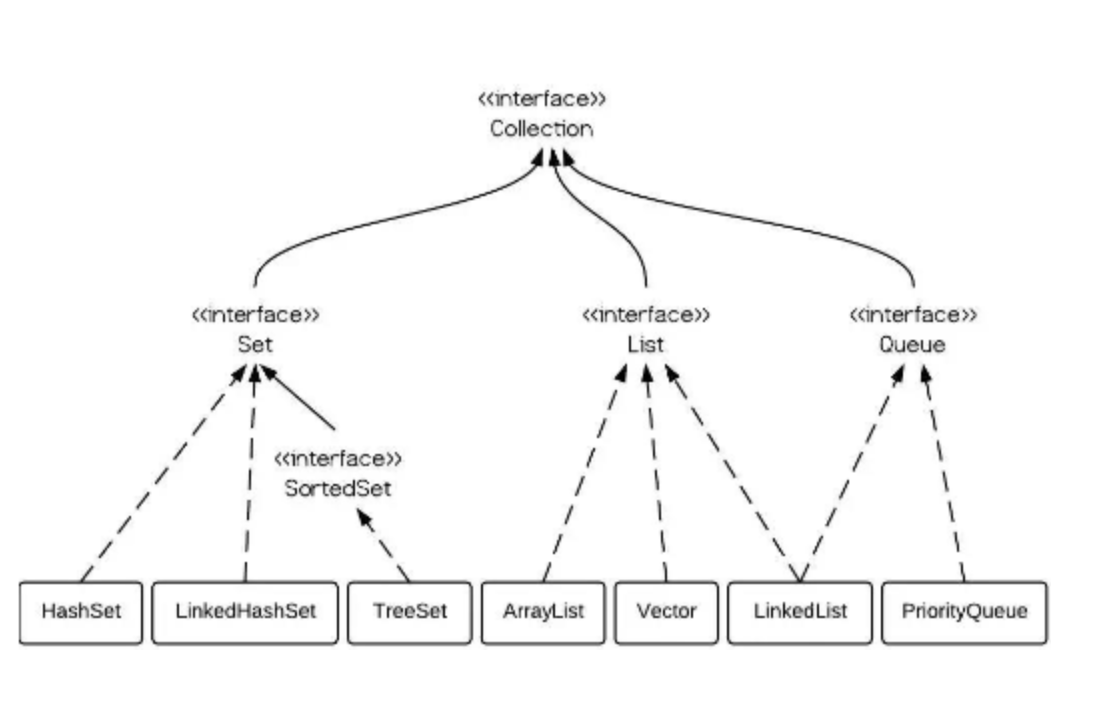 <<interface>>
Collection
<<interface>>
Set
<<interface>>
List
<<interface>>
Queue
<<interface>>
SortedSet
HashSet
LinkedHashSet
TreeSet
ArrayList
Vector
LinkedList
PriorityQueue